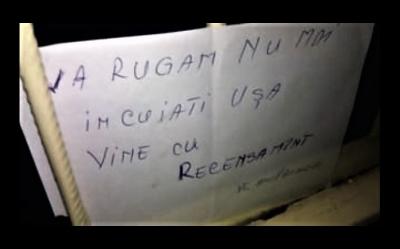 VA RUGAM NU MAI
INCUIATI UŞA
VINE CU
RECENSAMINT